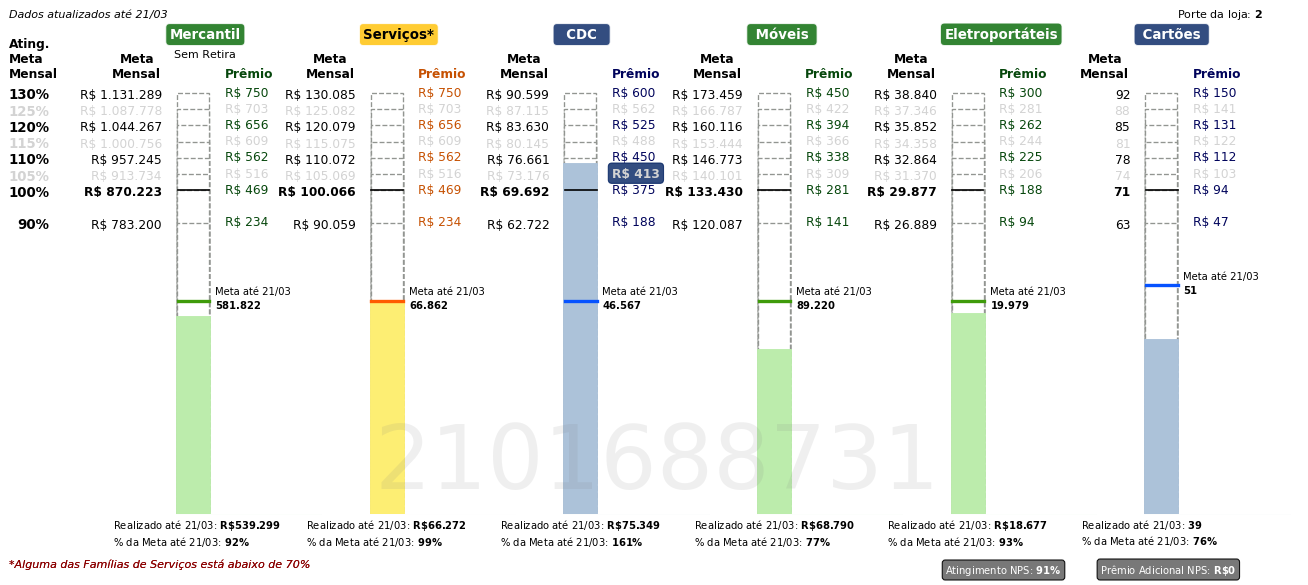 Dados atualizados até 21/03 Porte da loja: 2
Mercantil Serviços* CDC Móveis Eletroportáteis Cartões
Sem Retira
Ating. Meta Mensal Meta Mensal Prêmio Meta Mensal Prêmio Meta Mensal Prêmio Meta Mensal Prêmio Meta Mensal Prêmio Meta Mensal Prêmio
130% R$ 1.131.289 R$ 750 R$ 130.085 R$ 750 R$ 90.599 R$ 600 R$ 173.459 R$ 450 R$ 38.840 R$ 300 92 R$ 150
125% R$ 1.087.778 R$ 703 R$ 125.082 R$ 703 R$ 87.115 R$ 562 R$ 166.787 R$ 422 R$ 37.346 R$ 281 88 R$ 141
120% R$ 1.044.267 R$ 656 R$ 120.079 R$ 656 R$ 83.630 R$ 525 R$ 160.116 R$ 394 R$ 35.852 R$ 262 85 R$ 131
115% R$ 1.000.756 R$ 609 R$ 115.075 R$ 609 R$ 80.145 R$ 488 R$ 153.444 R$ 366 R$ 34.358 R$ 244 81 R$ 122
110% R$ 957.245 R$ 562 R$ 110.072 R$ 562 R$ 76.661 R$ 450 R$ 146.773 R$ 338 R$ 32.864 R$ 225 78 R$ 112
105% R$ 913.734 R$ 516 R$ 105.069 R$ 516 R$ 73.176 R$ 413 R$ 140.101 R$ 309 R$ 31.370 R$ 206 74 R$ 103
100% R$ 870.223 R$ 469 R$ 100.066 R$ 469 R$ 69.692 R$ 375 R$ 133.430 R$ 281 R$ 29.877 R$ 188 71 R$ 94
90% R$ 783.200 R$ 234 R$ 90.059 R$ 234 R$ 62.722 R$ 188 R$ 120.087 R$ 141 R$ 26.889 R$ 94 63 R$ 47
Meta até 21/03 Meta até 21/03 Meta até 21/03 Meta até 21/03 Meta até 21/03 Meta até 21/03
581.822 66.862 46.567 89.220 19.979 51
2101688731
Realizado até 21/03: R$539.299 Realizado até 21/03: R$66.272 Realizado até 21/03: R$75.349 Realizado até 21/03: R$68.790 Realizado até 21/03: R$18.677 Realizado até 21/03: 39
% da Meta até 21/03: 92% % da Meta até 21/03: 99% % da Meta até 21/03: 161% % da Meta até 21/03: 77% % da Meta até 21/03: 93% % da Meta até 21/03: 76%
*Alguma das Famílias de Serviços está abaixo de 70% Atingimento NPS: 91% Prêmio Adicional NPS: R$0